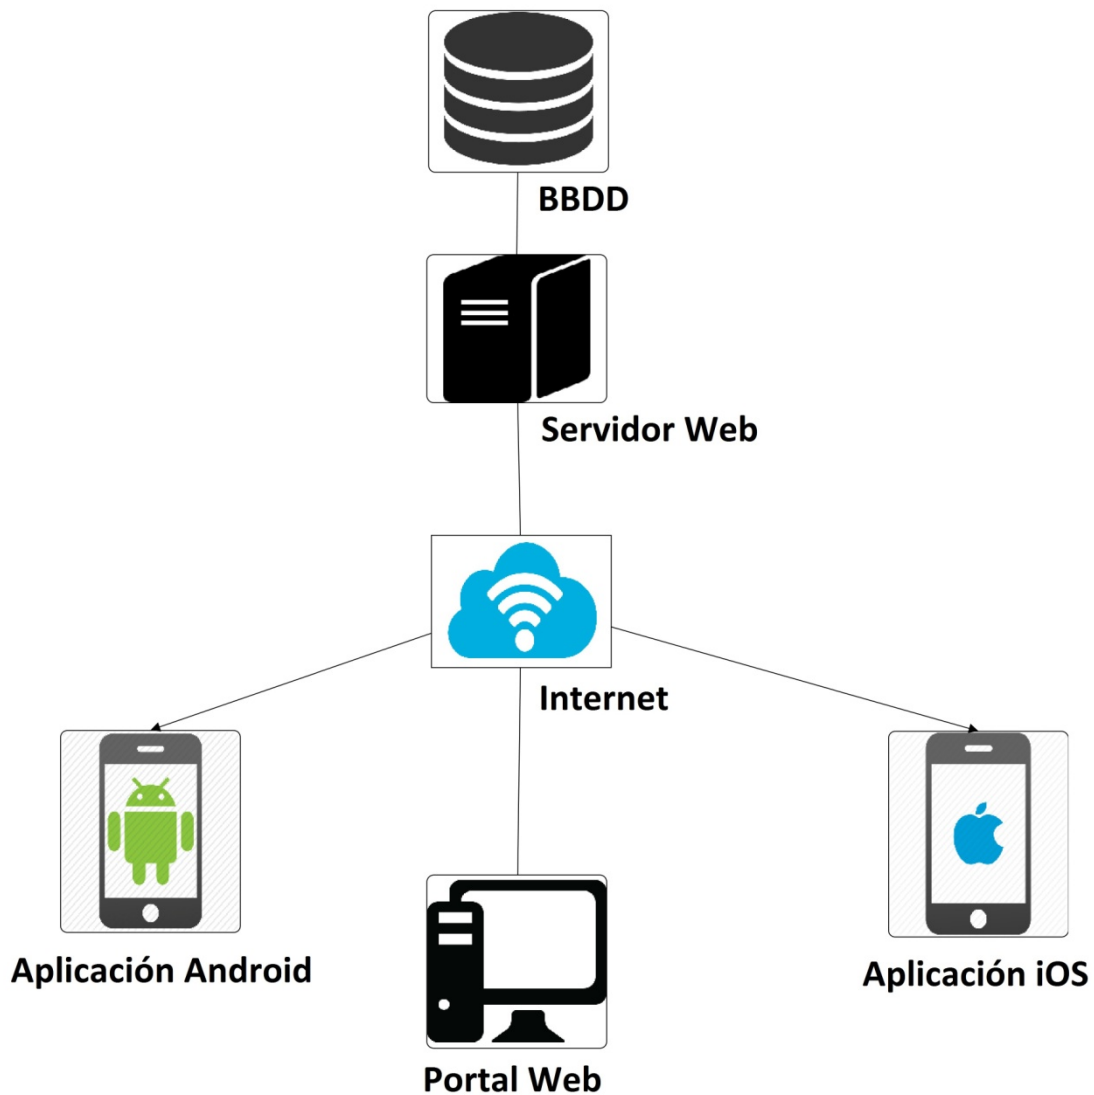 BBDD
Servidor Web
Internet
Aplicación Android
Aplicación iOS
Portal Web